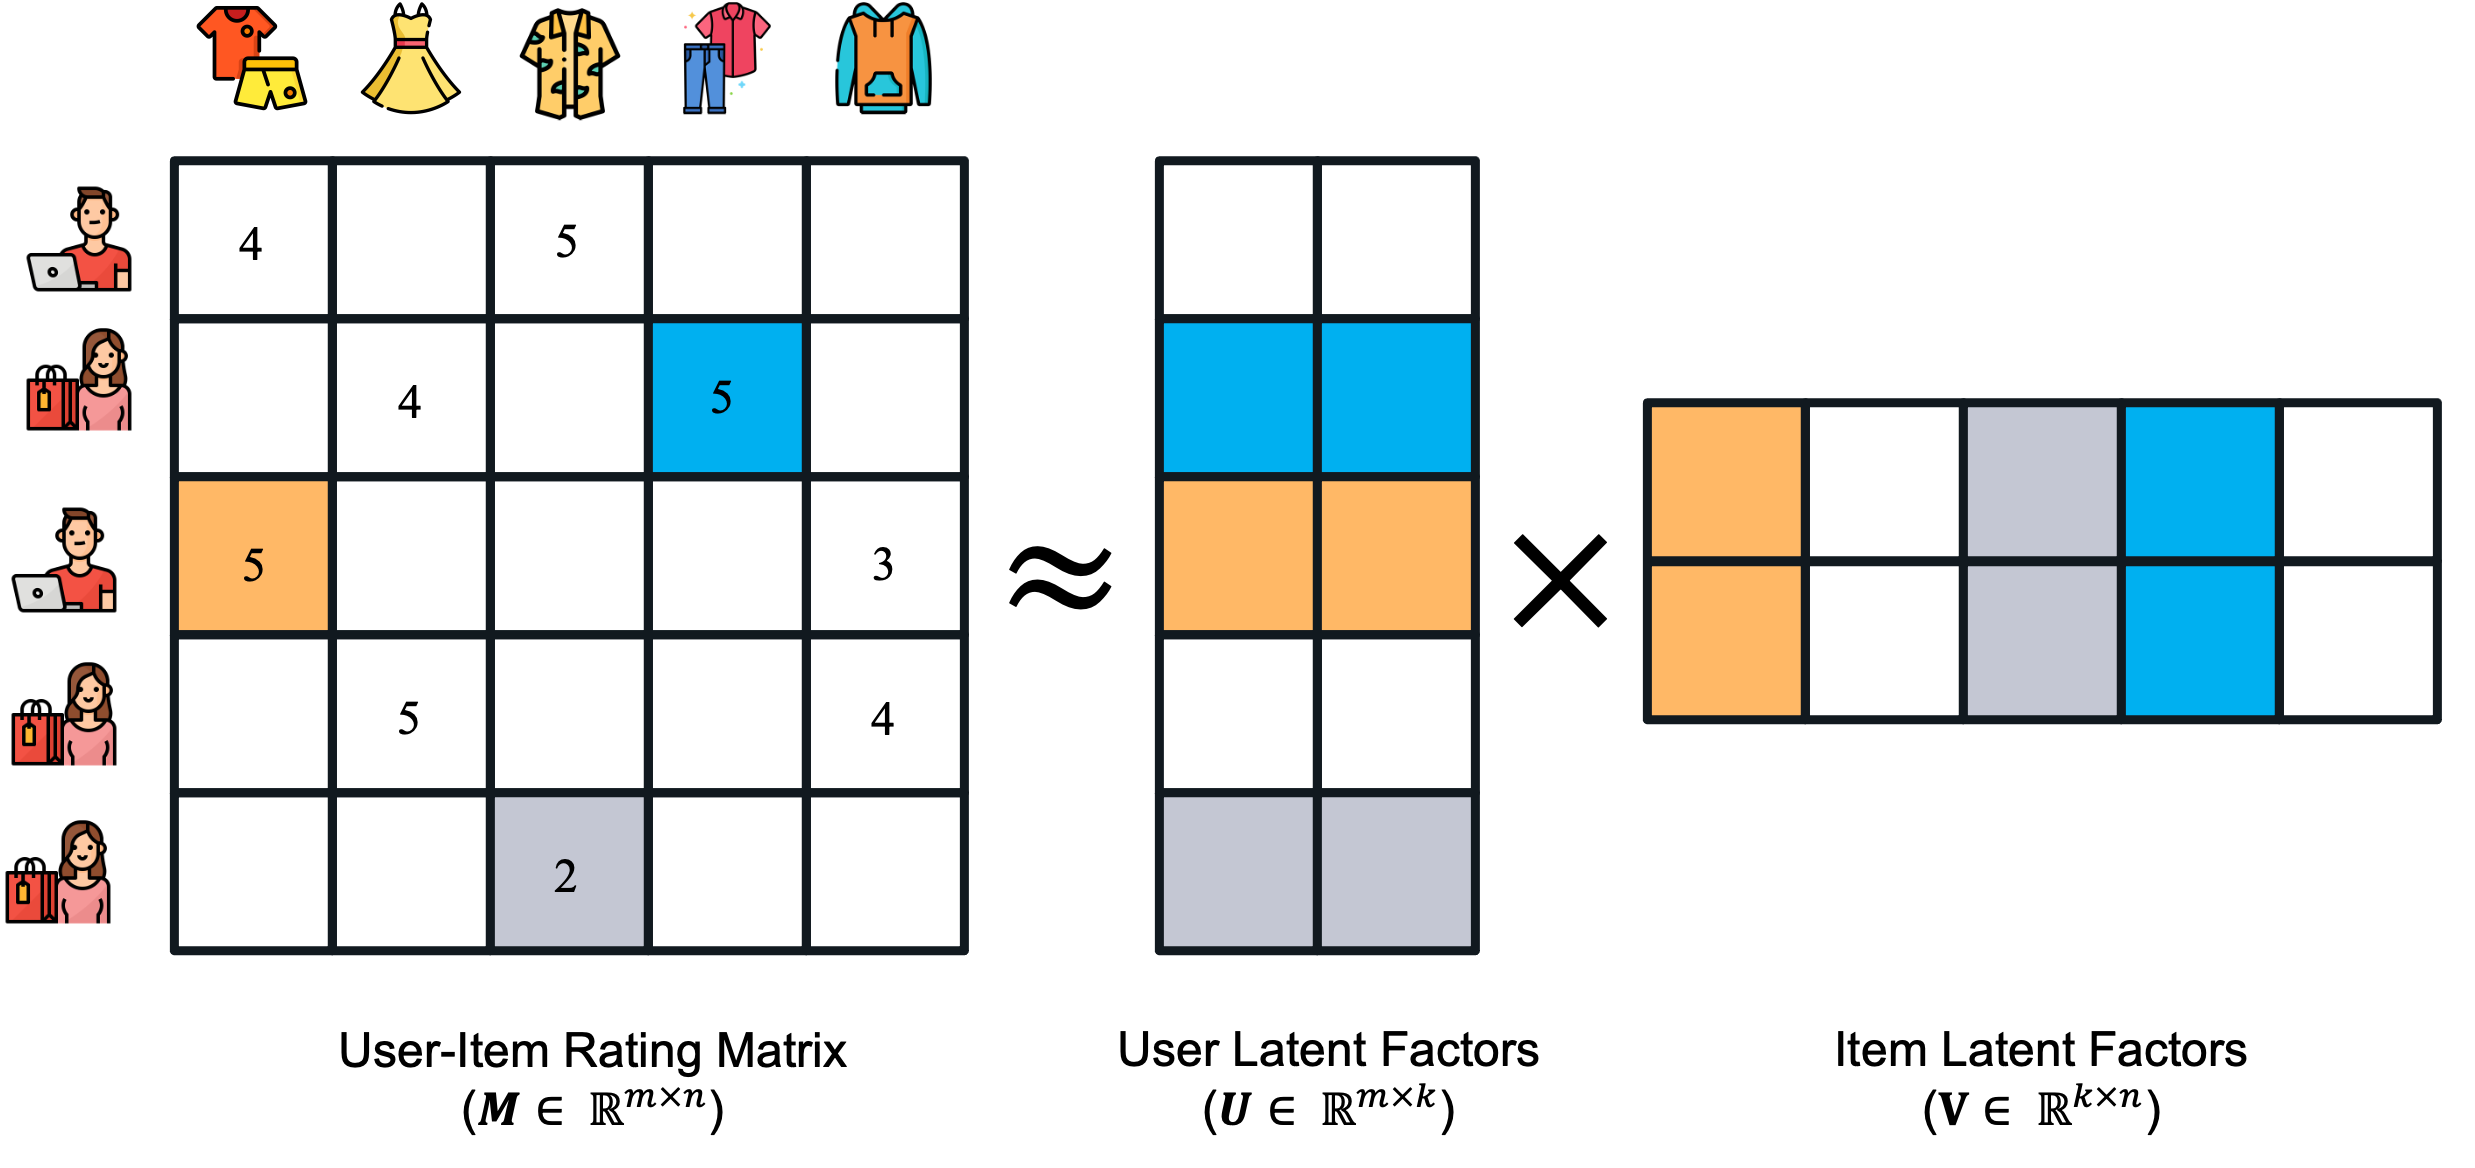 4 5
4 5
5 3
5 4
2
≈ ×
User-Item Rating Matrix
(M ∈ ℝ^{m×n})
User Latent Factors
(U ∈ ℝ^{m×k})
Item Latent Factors
(V ∈ ℝ^{k×n})